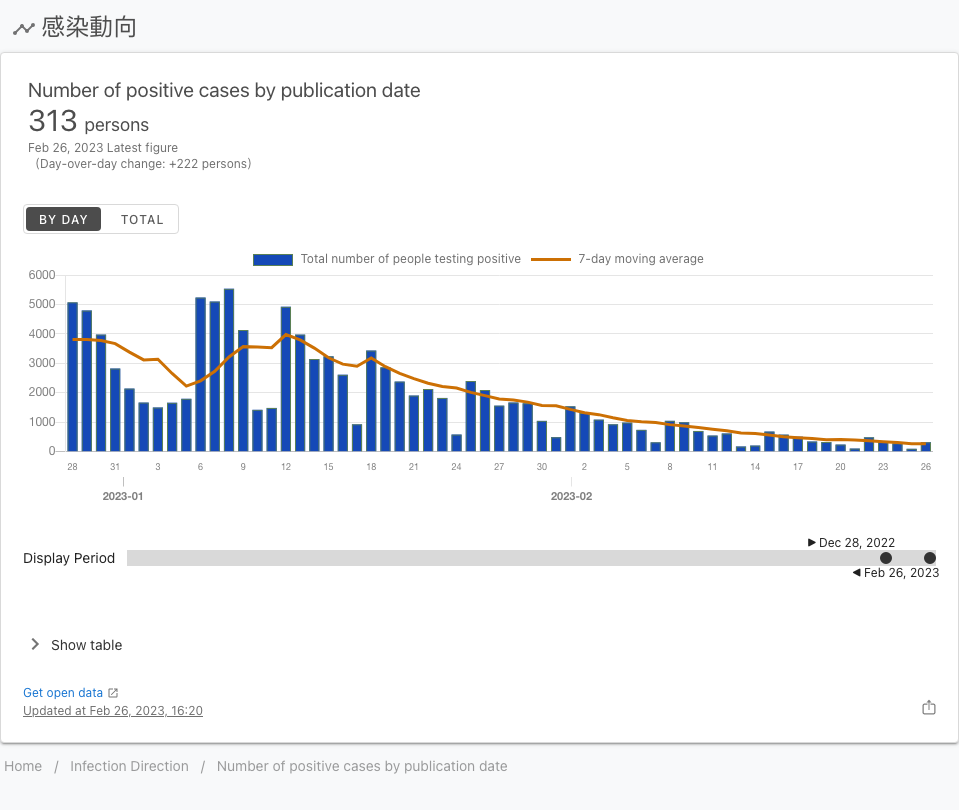 感染動向
Number of positive cases by publication date
313 persons
Feb 26, 2023 Latest figure
(Day-over-day change: +222 persons)
BY DAY TOTAL
Total number of people testing positive 7-day moving average
6000
5000
4000
3000
2000
1000
0
28 31 3 6 9 12 15 18 21 24 27 30 2 5 8 11 14 17 20 23 26
2023-01 2023-02
Dec 28, 2022
Display Period
Feb 26, 2023
Show table
Get open data
Updated at Feb 26, 2023, 16:20
Home / Infection Direction / Number of positive cases by publication date